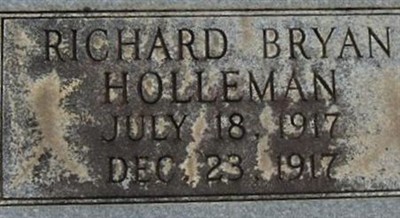 RICHARD BRYAN
HOLLEMAN
JULY 18, 1917
DEC 23, 1917